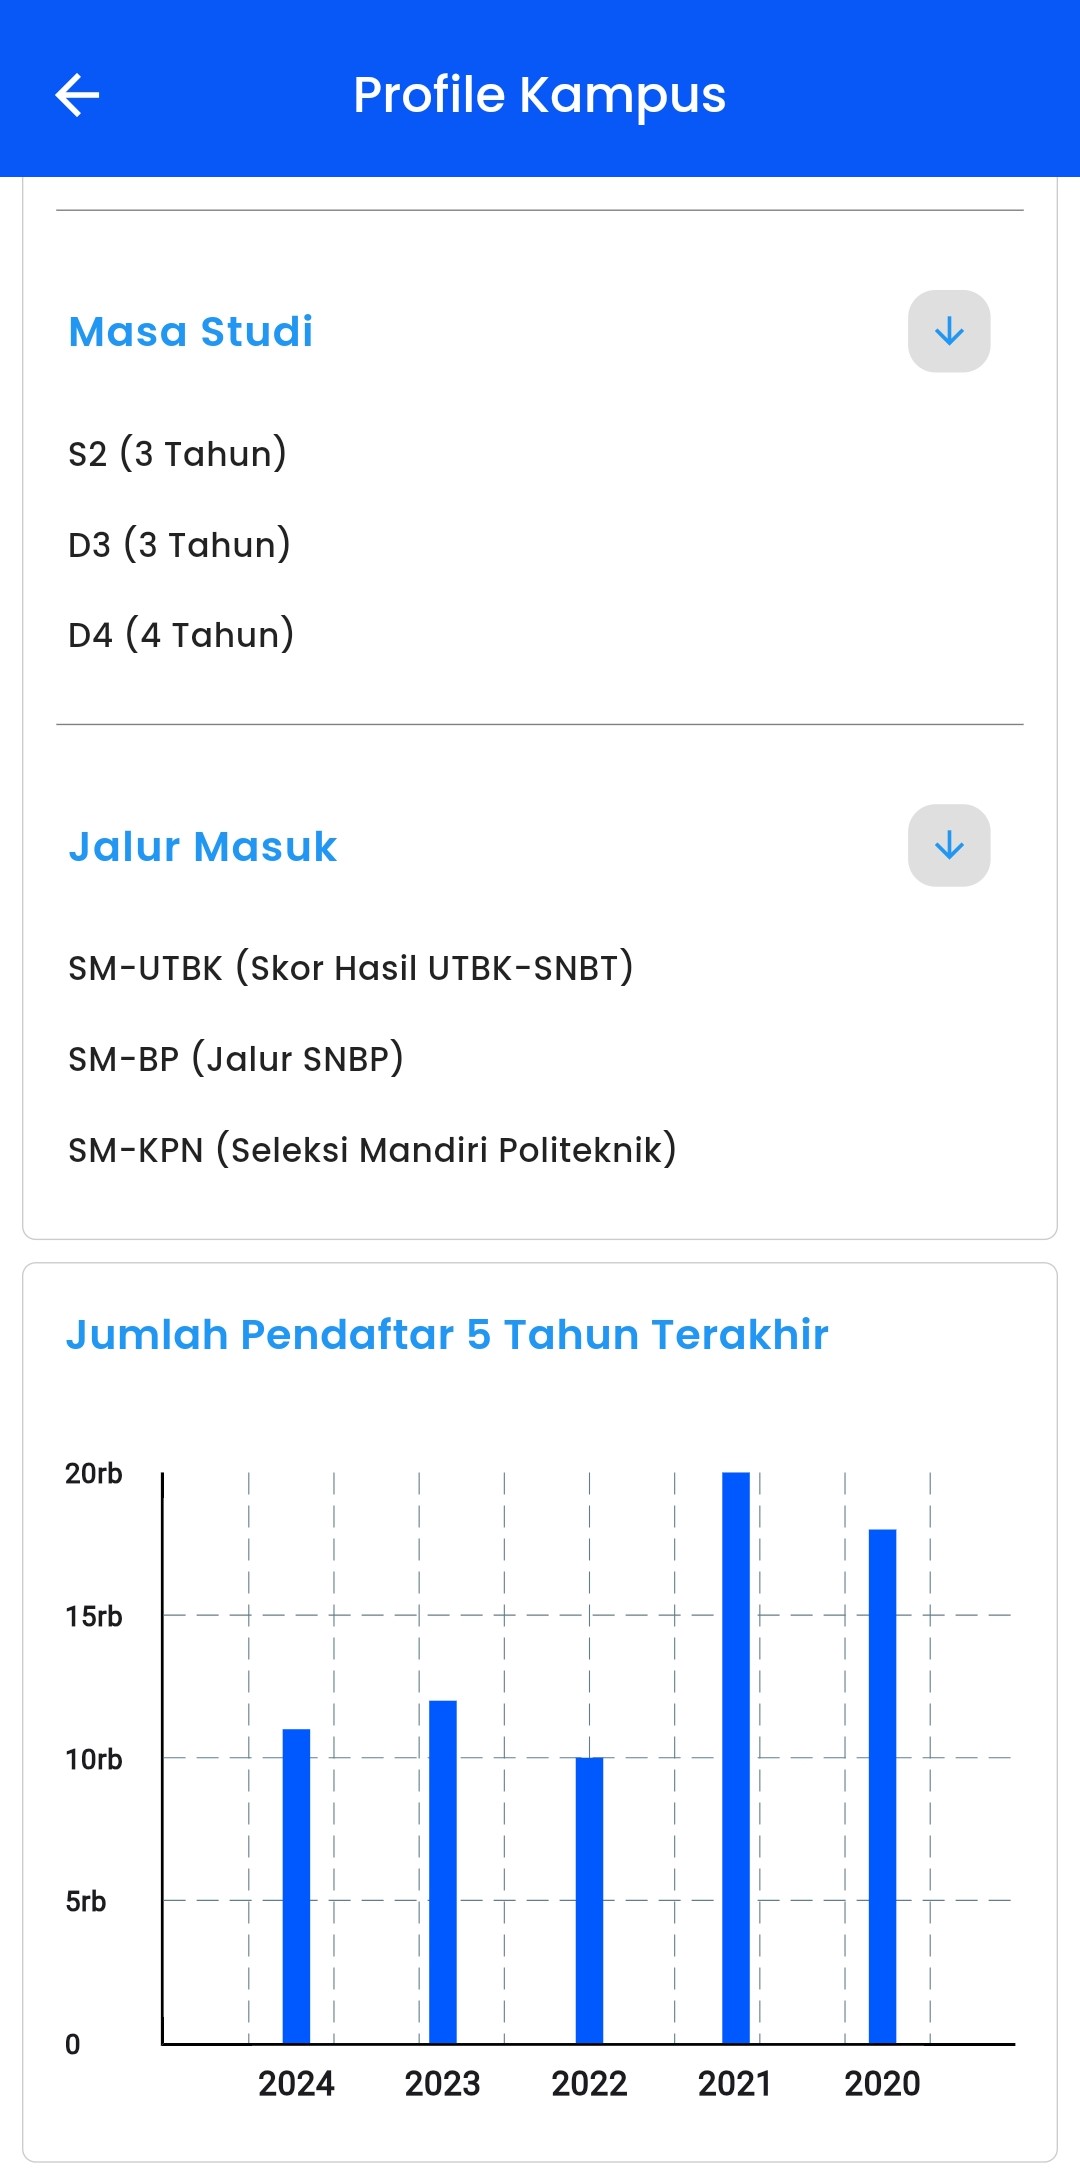 Profile Kampus
Masa Studi
S2 (3 Tahun)
D3 (3 Tahun)
D4 (4 Tahun)
Jalur Masuk
SM-UTBK (Skor Hasil UTBK-SNBT)
SM-BP (Jalur SNBP)
SM-KPN (Seleksi Mandiri Politeknik)
Jumlah Pendaftar 5 Tahun Terakhir
20rb
15rb
10rb
5rb
0
2024 2023 2022 2021 2020